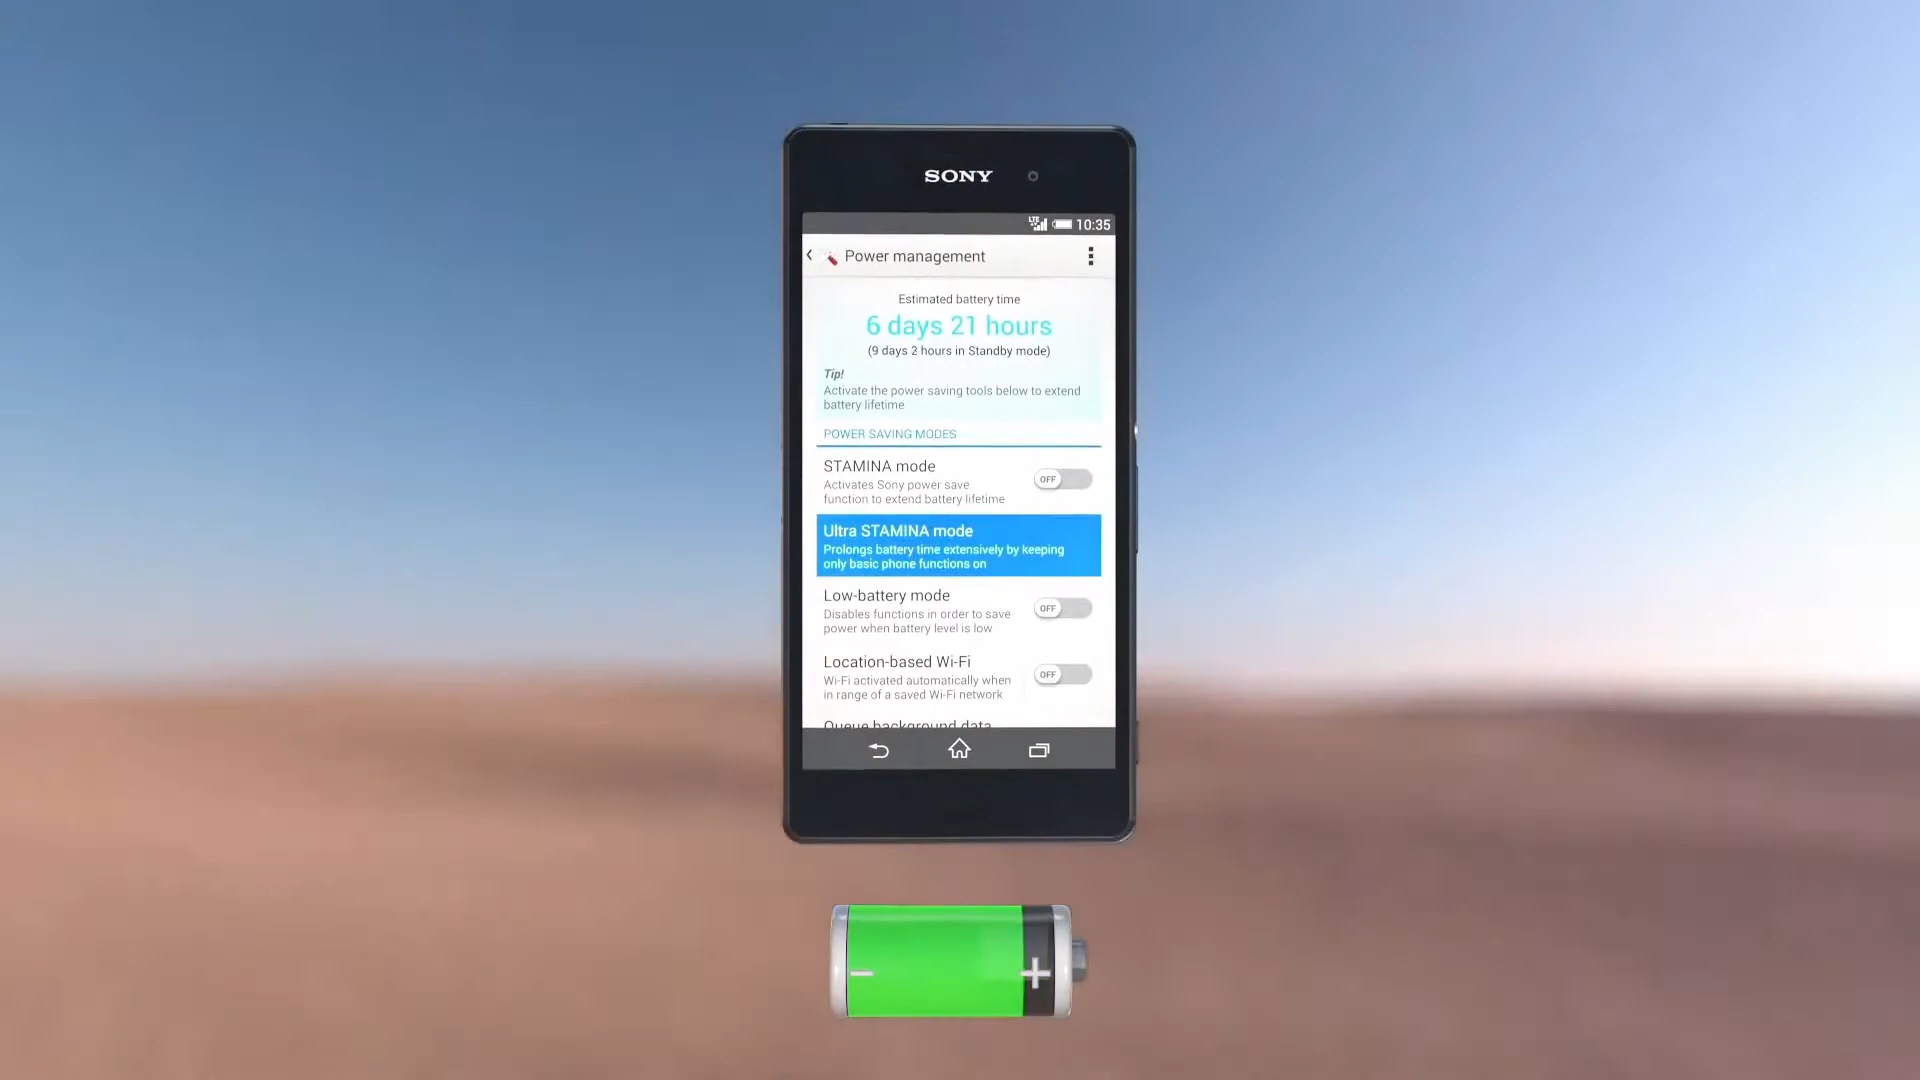 SONY
LTE 10:35
Power management
Estimated battery time
6 days 21 hours
(9 days 2 hours in Standby mode)
Tip!
Activate the power saving tools below to extend
battery lifetime
POWER SAVING MODES
STAMINA mode
Activates Sony power save
function to extend battery lifetime
OFF
Ultra STAMINA mode
Prolongs battery time extensively by keeping
only basic phone functions on
Low-battery mode
Disables functions in order to save
power when battery level is low
OFF
Location-based Wi-Fi
Wi-Fi activated automatically when
in range of a saved Wi-Fi network
OFF
Queue background data